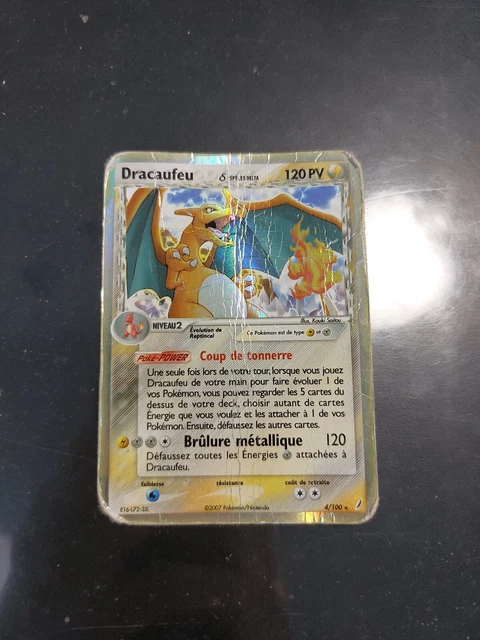 Dracaufeu δ SPÉ. ES DELTA 120 PV
Illus. Kouki Saitou
NIVEAU 2 Évolution de Ce Pokémon est de type et
Reptincel
Poké-POWER Coup de tonnerre
Une seule fois lors de votre tour, lorsque vous jouez
Dracaufeu de votre main pour faire évoluer 1 de
vos Pokémon, vous pouvez regarder les 5 cartes du
dessus de votre deck, choisir autant de cartes
Énergie que vous voulez et les attacher à 1 de vos
Pokémon. Ensuite, défaussez les autres cartes.
Brûlure métallique 120
Défaussez toutes les Énergies attachées à
Dracaufeu.
faiblesse résistance coût de retraite
©2007 Pokémon/Nintendo 4/100